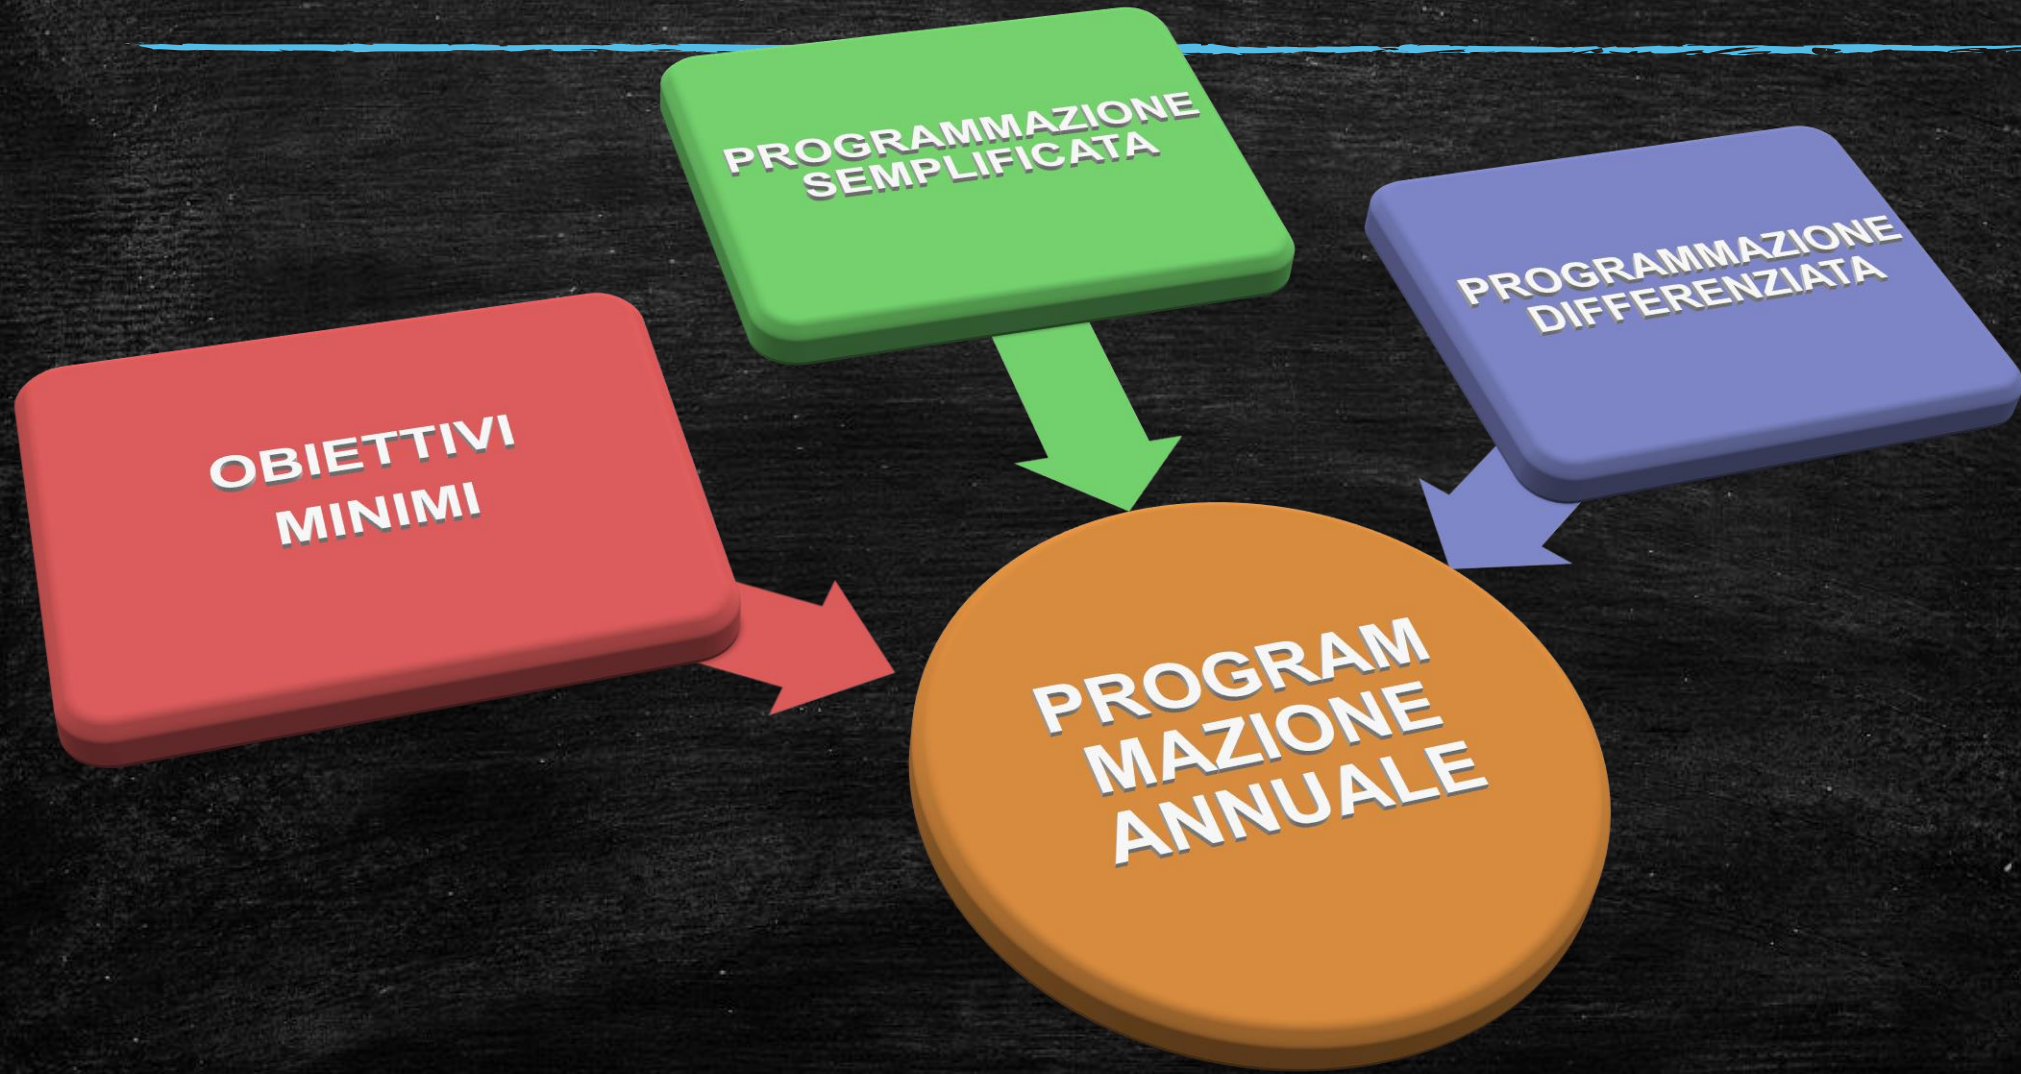 PROGRAMMAZIONE
SEMPLIFICATA
PROGRAMMAZIONE
DIFFERENZIATA
OBIETTIVI
MINIMI
PROGRAM
MAZIONE
ANNUALE